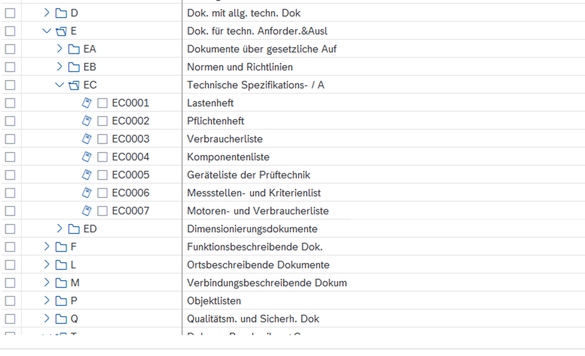 D Dok. mit allg. techn. Dok
E Dok. für techn. Anforder.&Ausl
EA Dokumente über gesetzliche Auf
EB Normen und Richtlinien
EC Technische Spezifikations- / A
EC0001 Lastenheft
EC0002 Pflichtenheft
EC0003 Verbraucherliste
EC0004 Komponentenliste
EC0005 Geräteliste der Prüftechnik
EC0006 Messstellen- und Kriterienlist
EC0007 Motoren- und Verbraucherliste
ED Dimensionierungsdokumente
F Funktionsbeschreibende Dok.
L Ortsbeschreibende Dokumente
M Verbindungsbeschreibende Dokum
P Objektlisten
Q Qualitätsm. und Sicherh. Dok